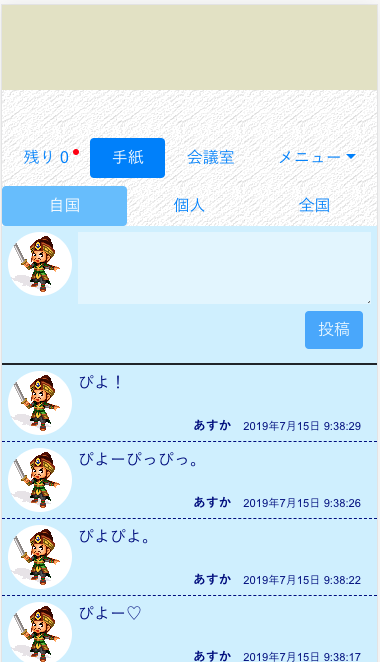 残り 0
手紙
会議室
メニュー
自国
個人
全国
投稿
ぴよ！
あすか 2019年7月15日 9:38:29
ぴよーぴっぴっ。
あすか 2019年7月15日 9:38:26
ぴよぴよ。
あすか 2019年7月15日 9:38:22
ぴよー♡
あすか 2019年7月15日 9:38:17